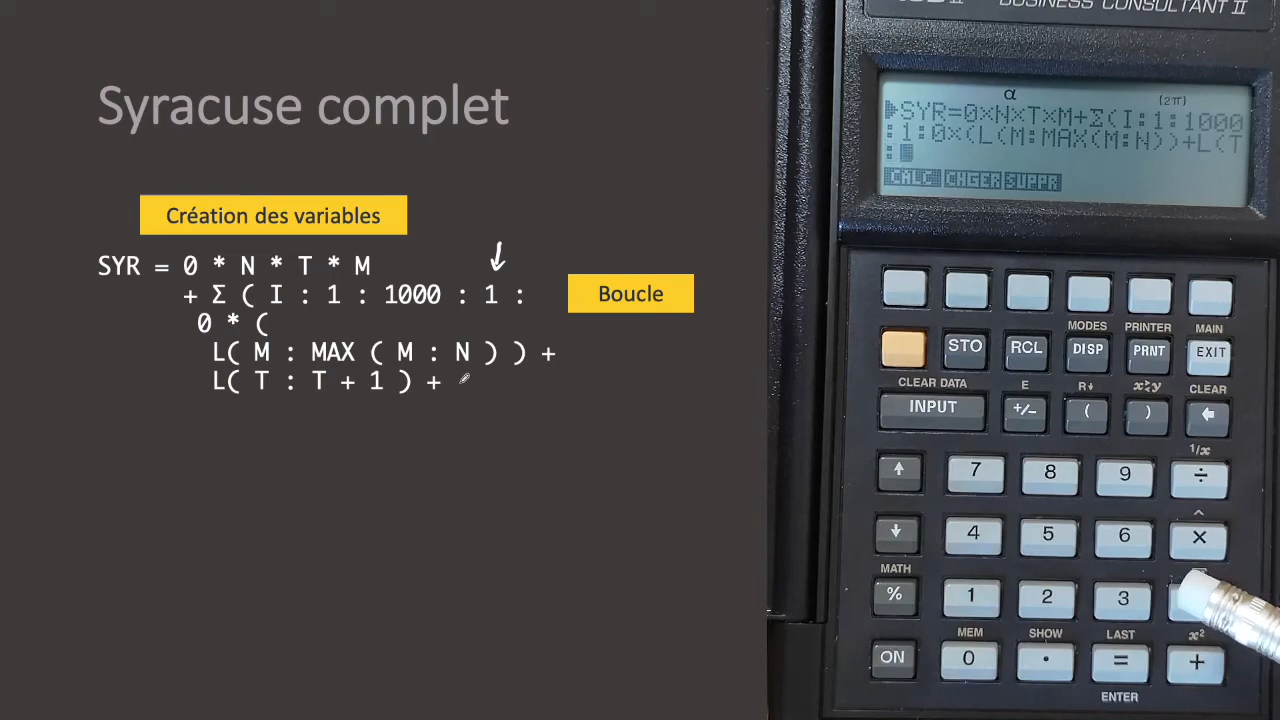 Syracuse complet
Création des variables
SYR = 0 * N * T * M
+ Σ ( I : 1 : 1000 : 1 :
Boucle
0 * (
L( M : MAX ( M : N ) ) +
L( T : T + 1 ) +
BUSINESS CONSULTANT II
α
(2π)
SYR=0×N×T×M+Σ(I:1:1000
:1:0×(L(M:MAX(M:N))+L(T
:
CALC CHGER SUPPR
MODES PRINTER MAIN
STO RCL DISP PRNT EXIT
CLEAR DATA E R↓ x≷y CLEAR
INPUT +/- ( ) ←
1/x
↑ 7 8 9 ÷
^
↓ 4 5 6 ×
MATH
% 1 2 3
MEM SHOW LAST x²
ON 0 · = +
ENTER